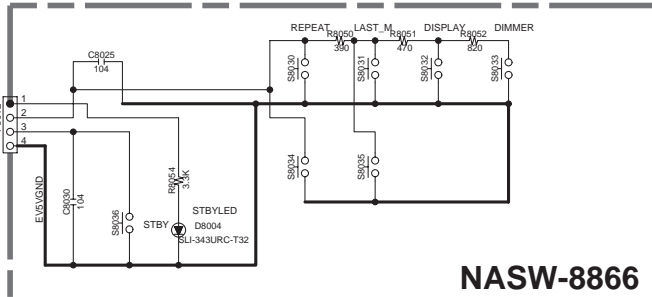 REPEAT
R8050
390
LAST_M
R8051
470
DISPLAY
R8052
820
DIMMER
C8025
104
S8030
S8031
S8032
S8033
1
2
3
4
S8034
S8035
R8054
3.3K
EV5VGND
C8030
104
S8036
STBY
STBYLED
D8004
SLI-343URC-T32
NASW-8866